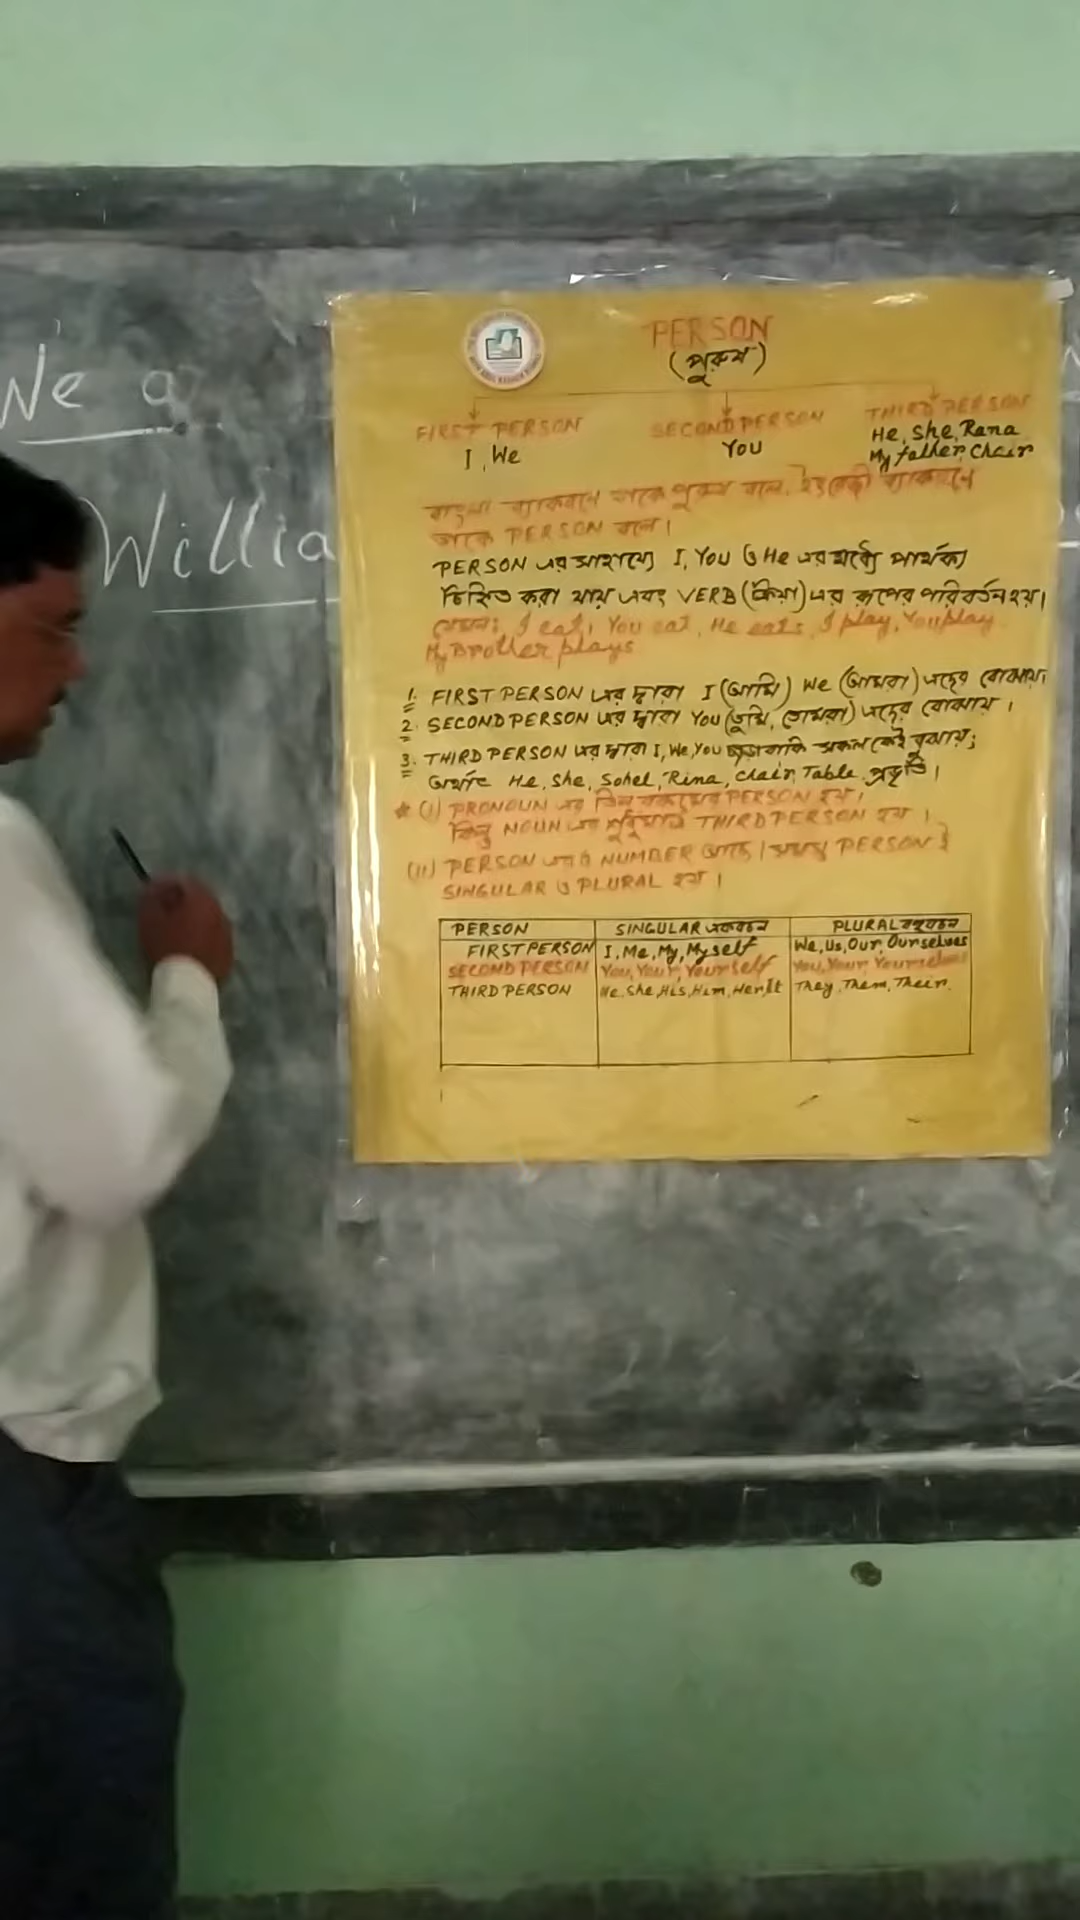 We a
Willia
PERSON
(পুরুষ)
FIRST PERSON
I, We
SECOND PERSON
You
THIRD PERSON
He, She, Rana
My father, Chair
বাংলা ব্যাকরণে যাকে পুরুষ বলে, ইংরেজী ব্যাকরণে
তাকে PERSON বলে।
PERSON এর সাহায্যে I, You ও He এর মধ্যে পার্থক্য
চিহ্নিত করা যায় এবং VERB (ক্রিয়া) এর রূপের পরিবর্তন হয়।
যেমন: I eat, You eat, He eats, I play, You play
My Brother plays
1. FIRST PERSON এর দ্বারা I (আমি) We (আমরা) এদের বোঝায়।
2. SECOND PERSON এর দ্বারা You (তুমি, তোমরা) এদের বোঝায়।
3. THIRD PERSON এর দ্বারা I, We, You ছাড়া বাকি সকলকেই বুঝায়;
অর্থাৎ He, She, Sohel, Rina, Chair, Table প্রভৃতি।
* (i) PRONOUN এর তিন রকমের PERSON হয়।
কিন্তু NOUN এর শুধুমাত্র THIRD PERSON হয়।
(ii) PERSON এরও NUMBER আছে। সমস্ত PERSON ই
SINGULAR ও PLURAL হয়।
PERSON SINGULAR একবচন PLURAL বহুবচন
FIRST PERSON I, Me, My, Myself We, Us, Our, Ourselves
SECOND PERSON You, Your, Yourself You, Your, Yourselves
THIRD PERSON He, She, His, Him, Her, It They, Them, Their.